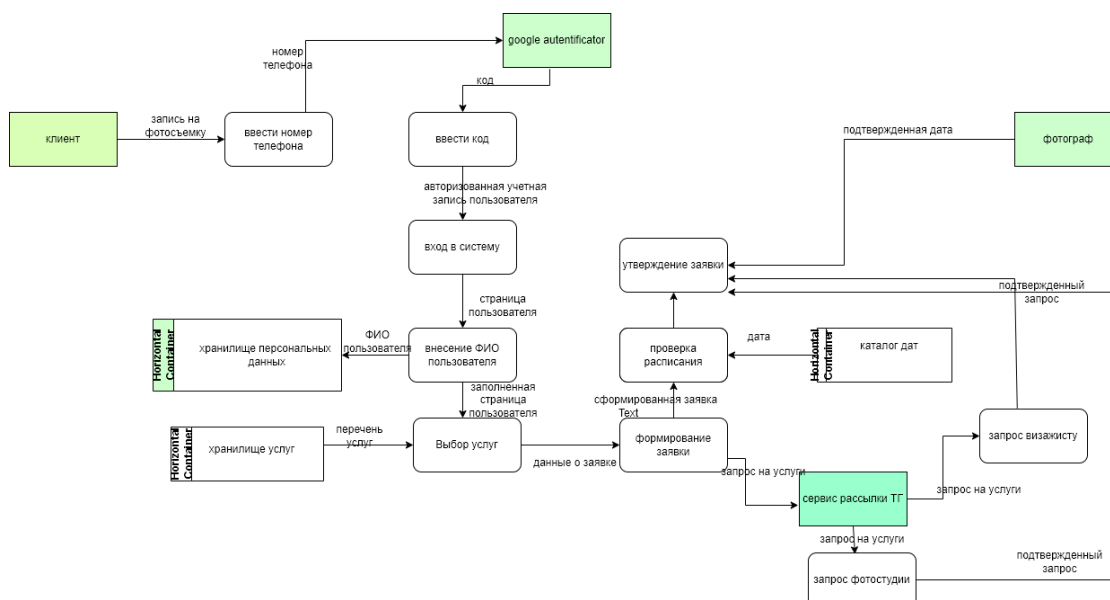 google autentificator
номер
телефона
код
запись на
фотосъемку
клиент
ввести номер
телефона
ввести код
подтвержденная дата
фотограф
авторизованная учетная
запись пользователя
вход в систему
утверждение заявки
подтвержденный
запрос
страница
пользователя
Horizontal
Container
хранилище персональных
данных
ФИО
пользователя
внесение ФИО
пользователя
проверка
расписания
дата
Horizontal
Container
каталог дат
заполненная
страница
пользователя
сформированная заявка
Text
Horizontal
Container
хранилище услуг
перечень
услуг
Выбор услуг
данные о заявке
формирование
заявки
запрос на услуги
запрос визажисту
сервис рассылки ТГ
запрос на услуги
запрос на услуги
запрос фотостудии
подтвержденный
запрос